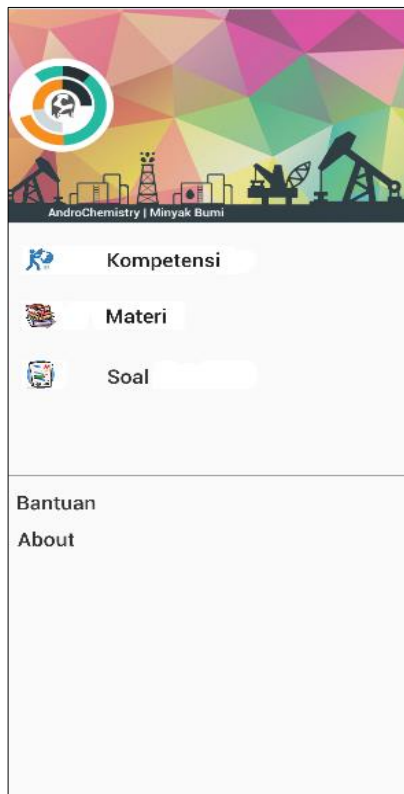 AndroChemistry | Minyak Bumi
Kompetensi
Materi
Soal
Bantuan
About